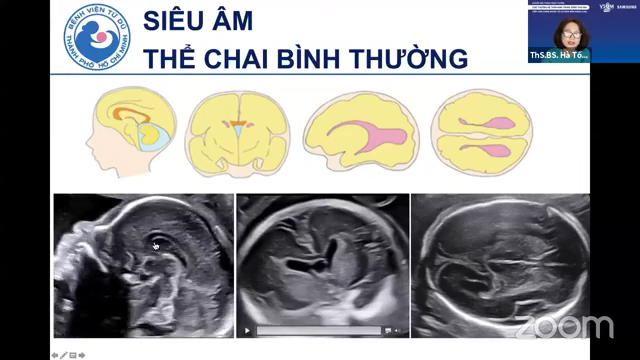 BỆNH VIỆN TỪ DŨ
THÀNH PHỐ HỒ CHÍ MINH
SIÊU ÂM
THỂ CHAI BÌNH THƯỜNG
SAMSUNG
ThS.BS. Hà Tố...
zoom